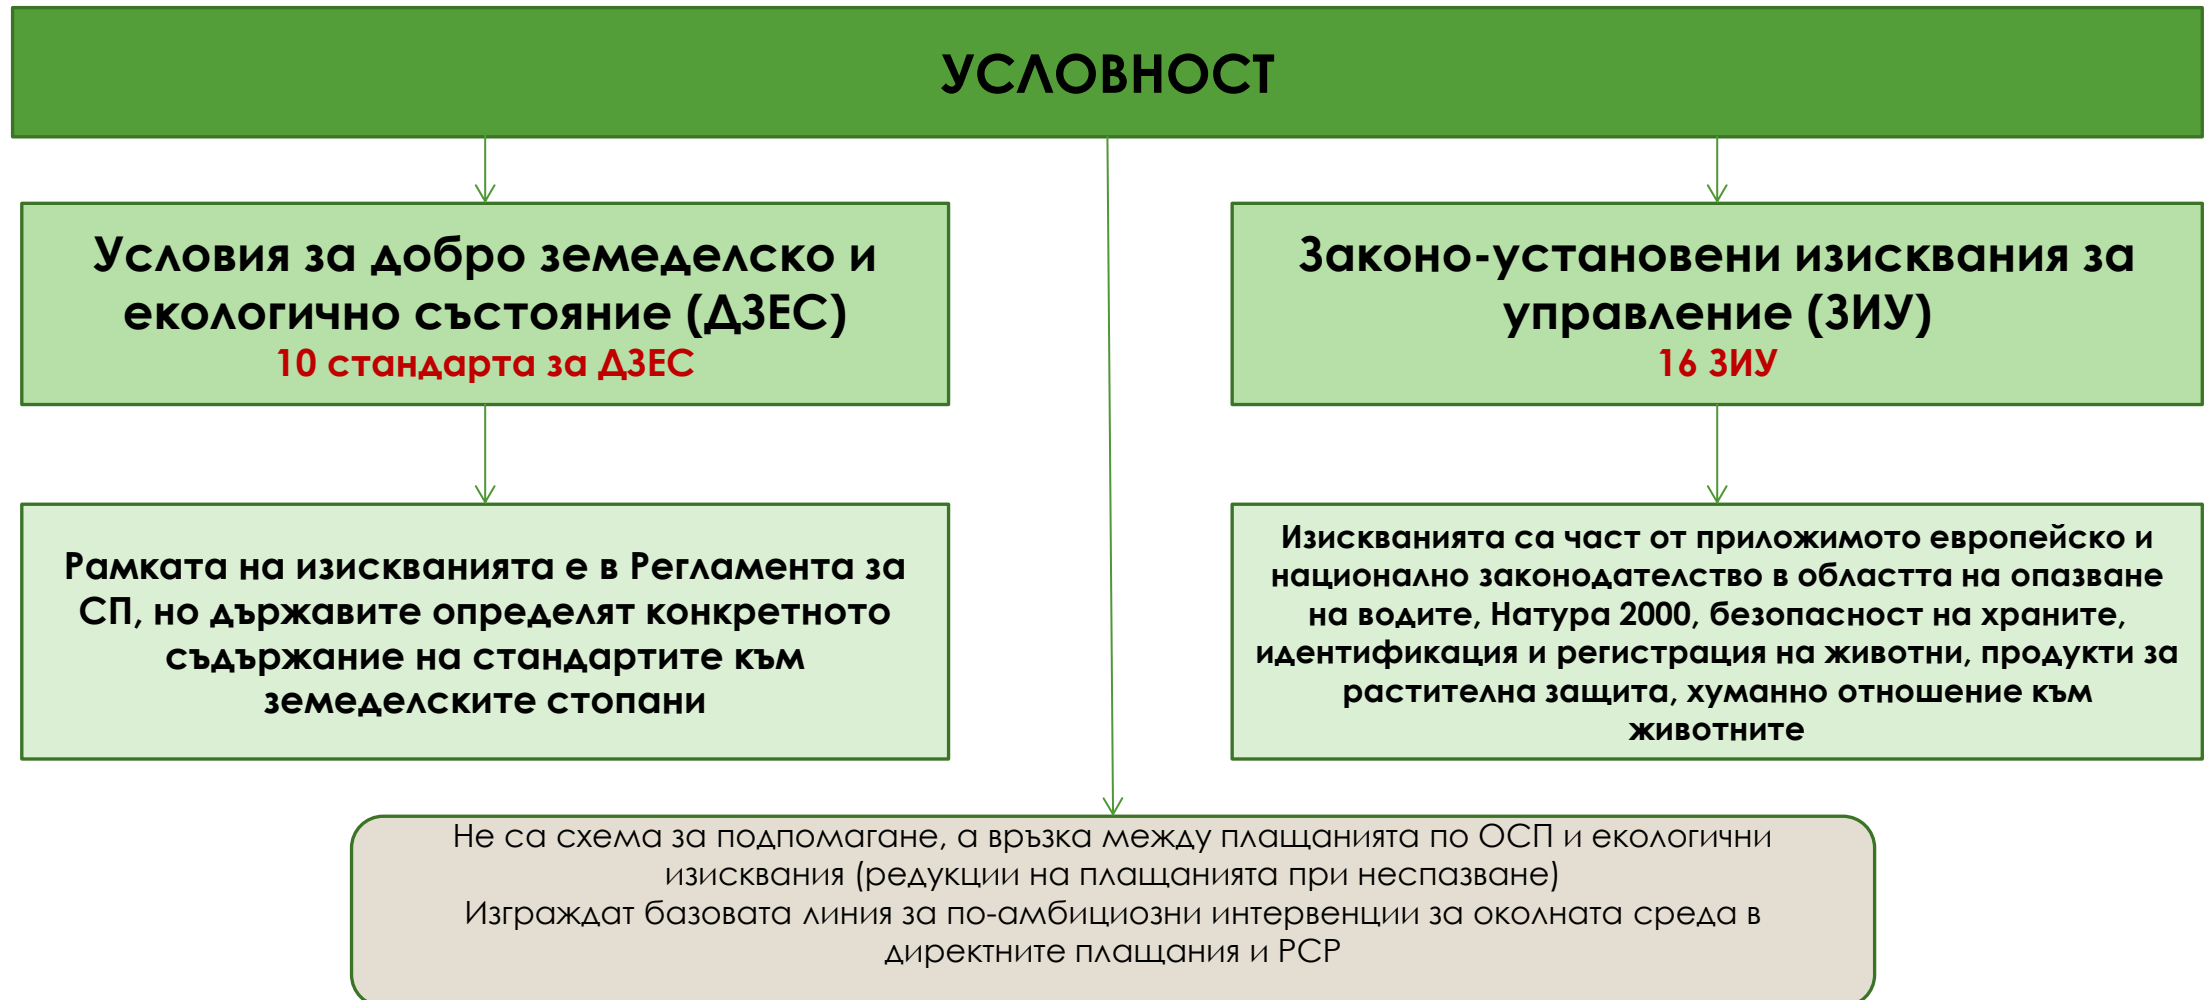 УСЛОВНОСТ
Условия за добро земеделско и
екологично състояние (ДЗЕС)
10 стандарта за ДЗЕС
Законо-установени изисквания за
управление (ЗИУ)
16 ЗИУ
Рамката на изискванията е в Регламента за
СП, но държавите определят конкретното
съдържание на стандартите към
земеделските стопани
Изискванията са част от приложимото европейско и
национално законодателство в областта на опазване
на водите, Натура 2000, безопасност на храните,
идентификация и регистрация на животни, продукти за
растителна защита, хуманно отношение към
животните
Не са схема за подпомагане, а връзка между плащанията по ОСП и екологични
изисквания (редукции на плащанията при неспазване)
Изграждат базовата линия за по-амбициозни интервенции за околната среда в
директните плащания и РСР